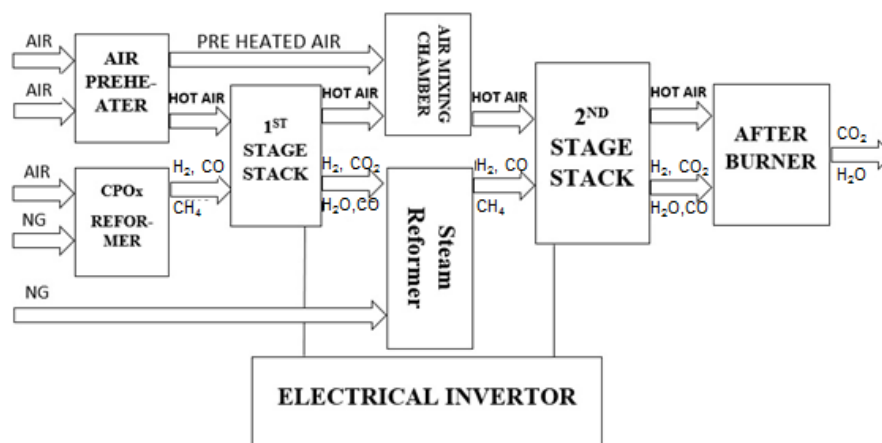 AIR
AIR
AIR
PREHE-
ATER
PRE HEATED AIR
HOT AIR
AIR MIXING
CHAMBER
1ST
STAGE
STACK
HOT AIR
HOT AIR
2ND
STAGE
STACK
HOT AIR
AFTER
BURNER
CO₂
H₂O
AIR
NG
CPOx
REFOR-
MER
H₂, CO
CH₄
H₂, CO₂
H₂O,CO
Steam
Reformer
H₂, CO
CH₄
H₂, CO₂
H₂O,CO
NG
ELECTRICAL INVERTOR